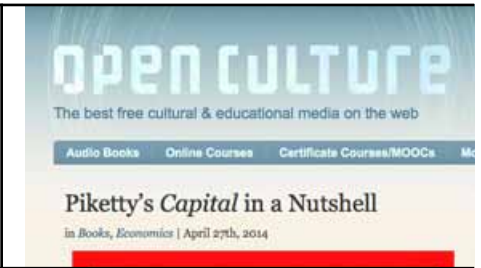 open culture
The best free cultural & educational media on the web
Audio Books Online Courses Certificate Courses/MOOCs
Piketty's Capital in a Nutshell
in Books, Economics | April 27th, 2014